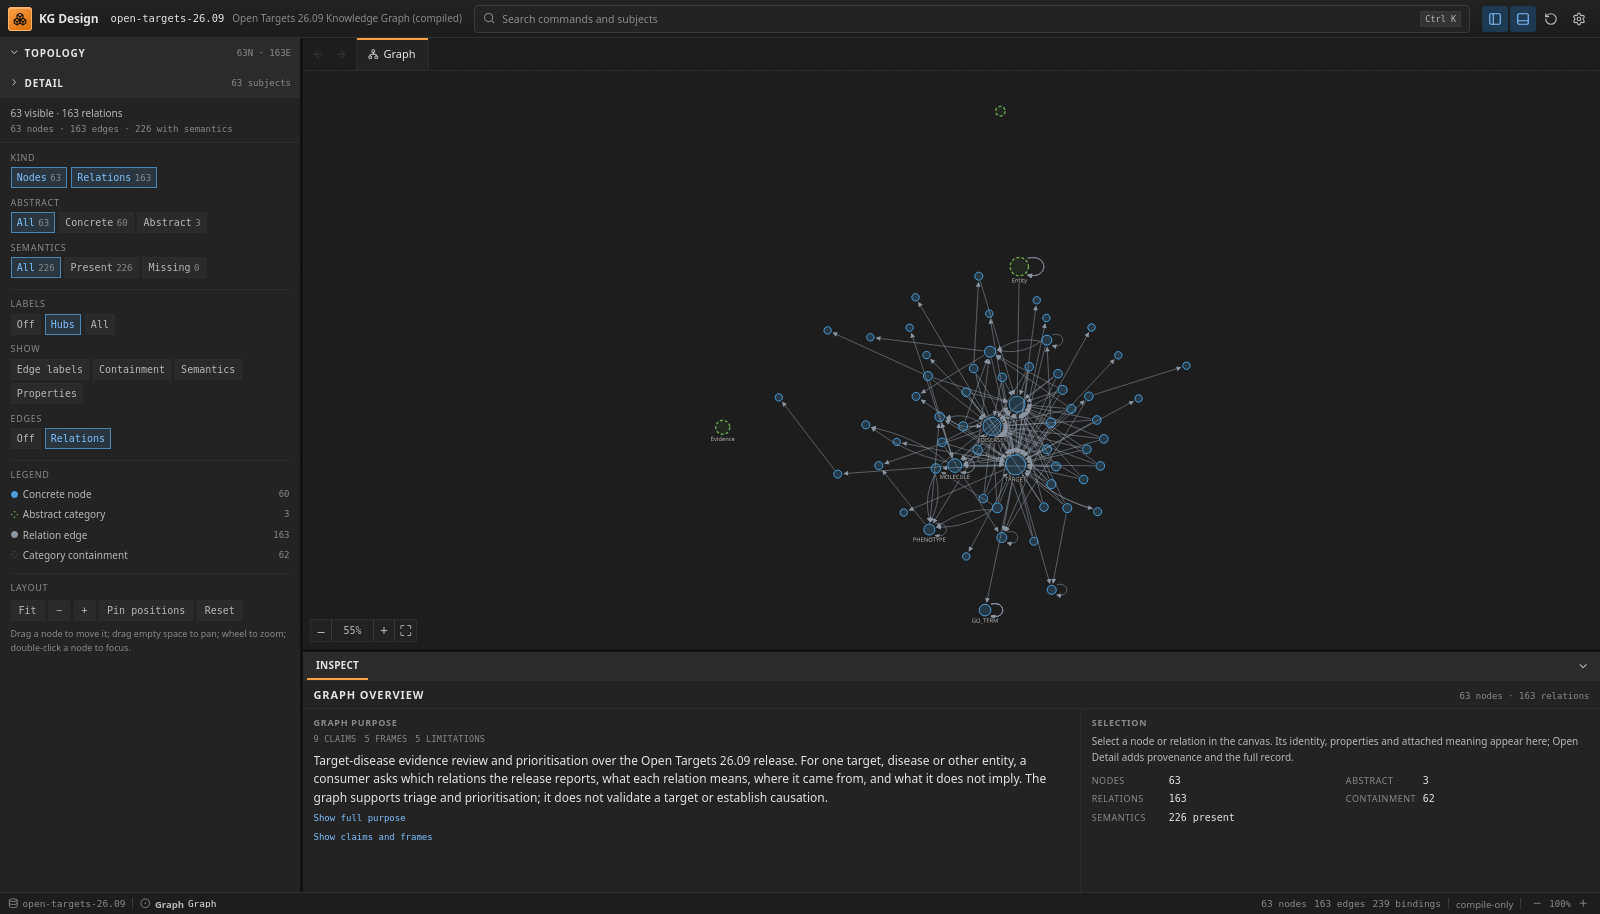 KG Design open-targets-26.09 Open Targets 26.09 Knowledge Graph (compiled) Search commands and subjects Ctrl K
TOPOLOGY 63N · 163E
DETAIL 63 subjects
63 visible · 163 relations
63 nodes · 163 edges · 226 with semantics
KIND
Nodes 63 Relations 163
ABSTRACT
All 63 Concrete 60 Abstract 3
SEMANTICS
All 226 Present 226 Missing 0
LABELS
Off Hubs All
SHOW
Edge labels Containment Semantics
Properties
EDGES
Off Relations
LEGEND
Concrete node 60
Abstract category 3
Relation edge 163
Category containment 62
LAYOUT
Fit − + Pin positions Reset
Drag a node to move it; drag empty space to pan; wheel to zoom;
double-click a node to focus.
Graph
Entity
Evidence
DISEASE
MOLECULE
TARGET
PHENOTYPE
GO_TERM
− 55% +
INSPECT
GRAPH OVERVIEW 63 nodes · 163 relations
GRAPH PURPOSE
9 CLAIMS 5 FRAMES 5 LIMITATIONS
Target-disease evidence review and prioritisation over the Open Targets 26.09 release. For one target, disease or other entity, a
consumer asks which relations the release reports, what each relation means, where it came from, and what it does not imply. The
graph supports triage and prioritisation; it does not validate a target or establish causation.
Show full purpose
Show claims and frames
SELECTION
Select a node or relation in the canvas. Its identity, properties and attached meaning appear here; Open
Detail adds provenance and the full record.
NODES 63 ABSTRACT 3
RELATIONS 163 CONTAINMENT 62
SEMANTICS 226 present
open-targets-26.09 Graph Graph 63 nodes 163 edges 239 bindings compile-only − 100% +